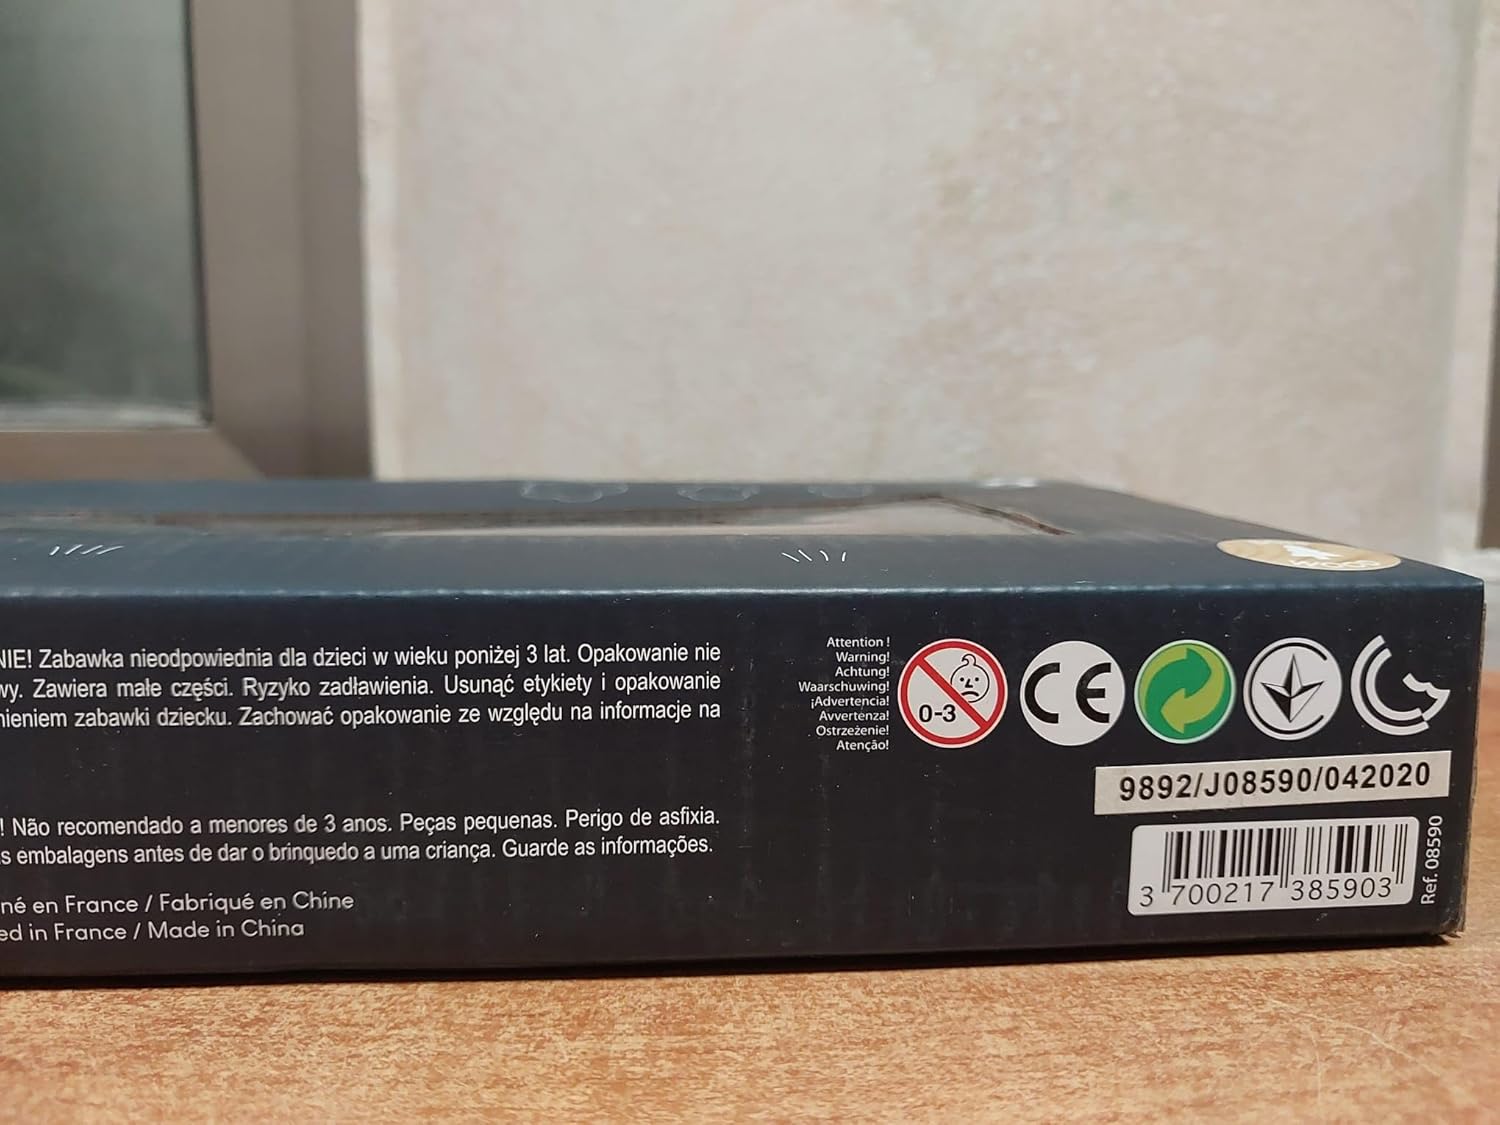 NIE! Zabawka nieodpowiednia dla dzieci w wieku poniżej 3 lat. Opakowanie nie
wy. Zawiera małe części. Ryzyko zadławienia. Usunąć etykiety i opakowanie
nieniem zabawki dziecku. Zachować opakowanie ze względu na informacje na
! Não recomendado a menores de 3 anos. Peças pequenas. Perigo de asfixia.
s embalagens antes de dar o brinquedo a uma criança. Guarde as informações.
né en France / Fabriqué en Chine
ed in France / Made in China
Attention !
Warning!
Achtung!
Waarschuwing!
¡Advertencia!
Avvertenza!
Ostrzeżenie!
Atenção!
0-3
CE
9892/J08590/042020
3 700217 385903
Ref. 08590